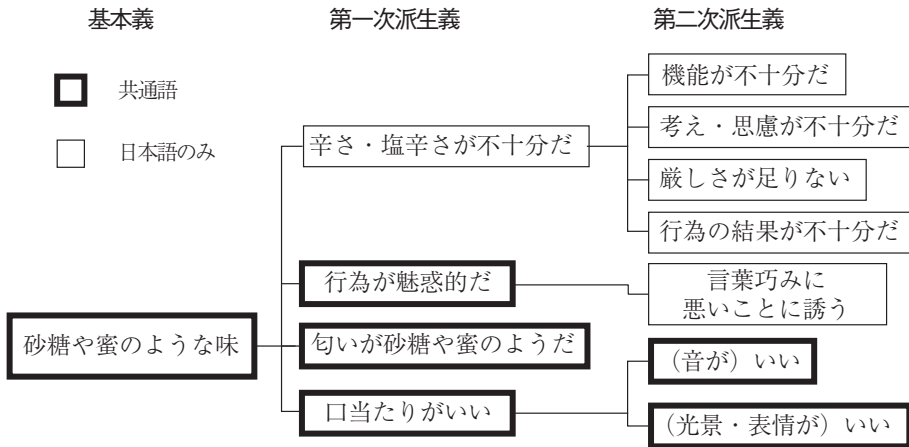 基本義 第一次派生義 第二次派生義
共通語
日本語のみ
機能が不十分だ
辛さ・塩辛さが不十分だ
考え・思慮が不十分だ
厳しさが足りない
行為の結果が不十分だ
行為が魅惑的だ
言葉巧みに
悪いことに誘う
砂糖や蜜のような味
匂いが砂糖や蜜のようだ
(音が)いい
口当たりがいい
(光景・表情が)いい